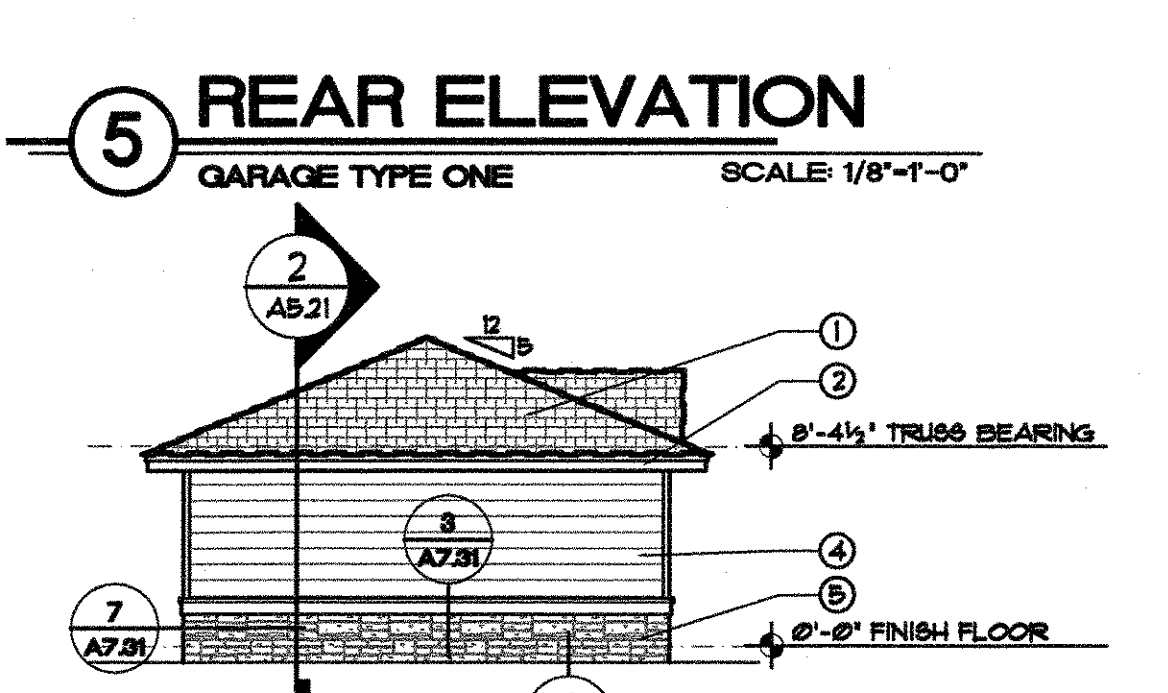 5
REAR ELEVATION
GARAGE TYPE ONE
SCALE: 1/8"=1'-0"
2
A5.21
12
5
1
2
8'-4½" TRUSS BEARING
3
A7.31
4
5
7
A7.31
0'-0" FINISH FLOOR